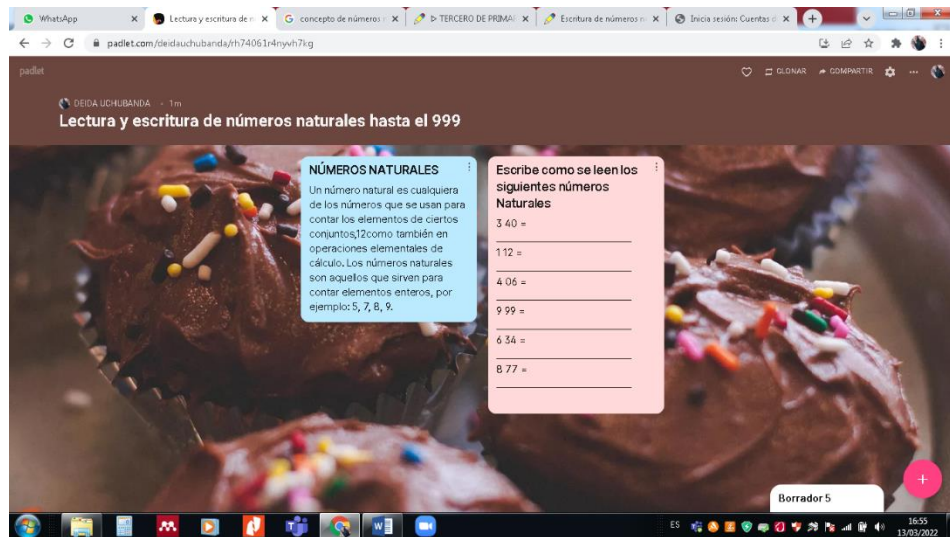 WhatsApp
Lectura y escritura de n
concepto de números
TERCERO DE PRIMA
Escritura de números n
Inicia sesión: Cuentas d
padlet.com/deidauchubanda/rh74061r4nyvh7kg
padlet
CLONAR
COMPARTIR
DEIDA UCHUBANDA · 1m
Lectura y escritura de números naturales hasta el 999
NÚMEROS NATURALES
Un número natural es cualquiera
de los números que se usan para
contar los elementos de ciertos
conjuntos,12como también en
operaciones elementales de
cálculo. Los números naturales
son aquellos que sirven para
contar elementos enteros, por
ejemplo: 5, 7, 8, 9.
Escribe como se leen los
siguientes números
Naturales
3 40 =
1 12 =
4 06 =
9 99 =
6 34 =
8 77 =
Borrador 5
ES
16:55
13/03/2022